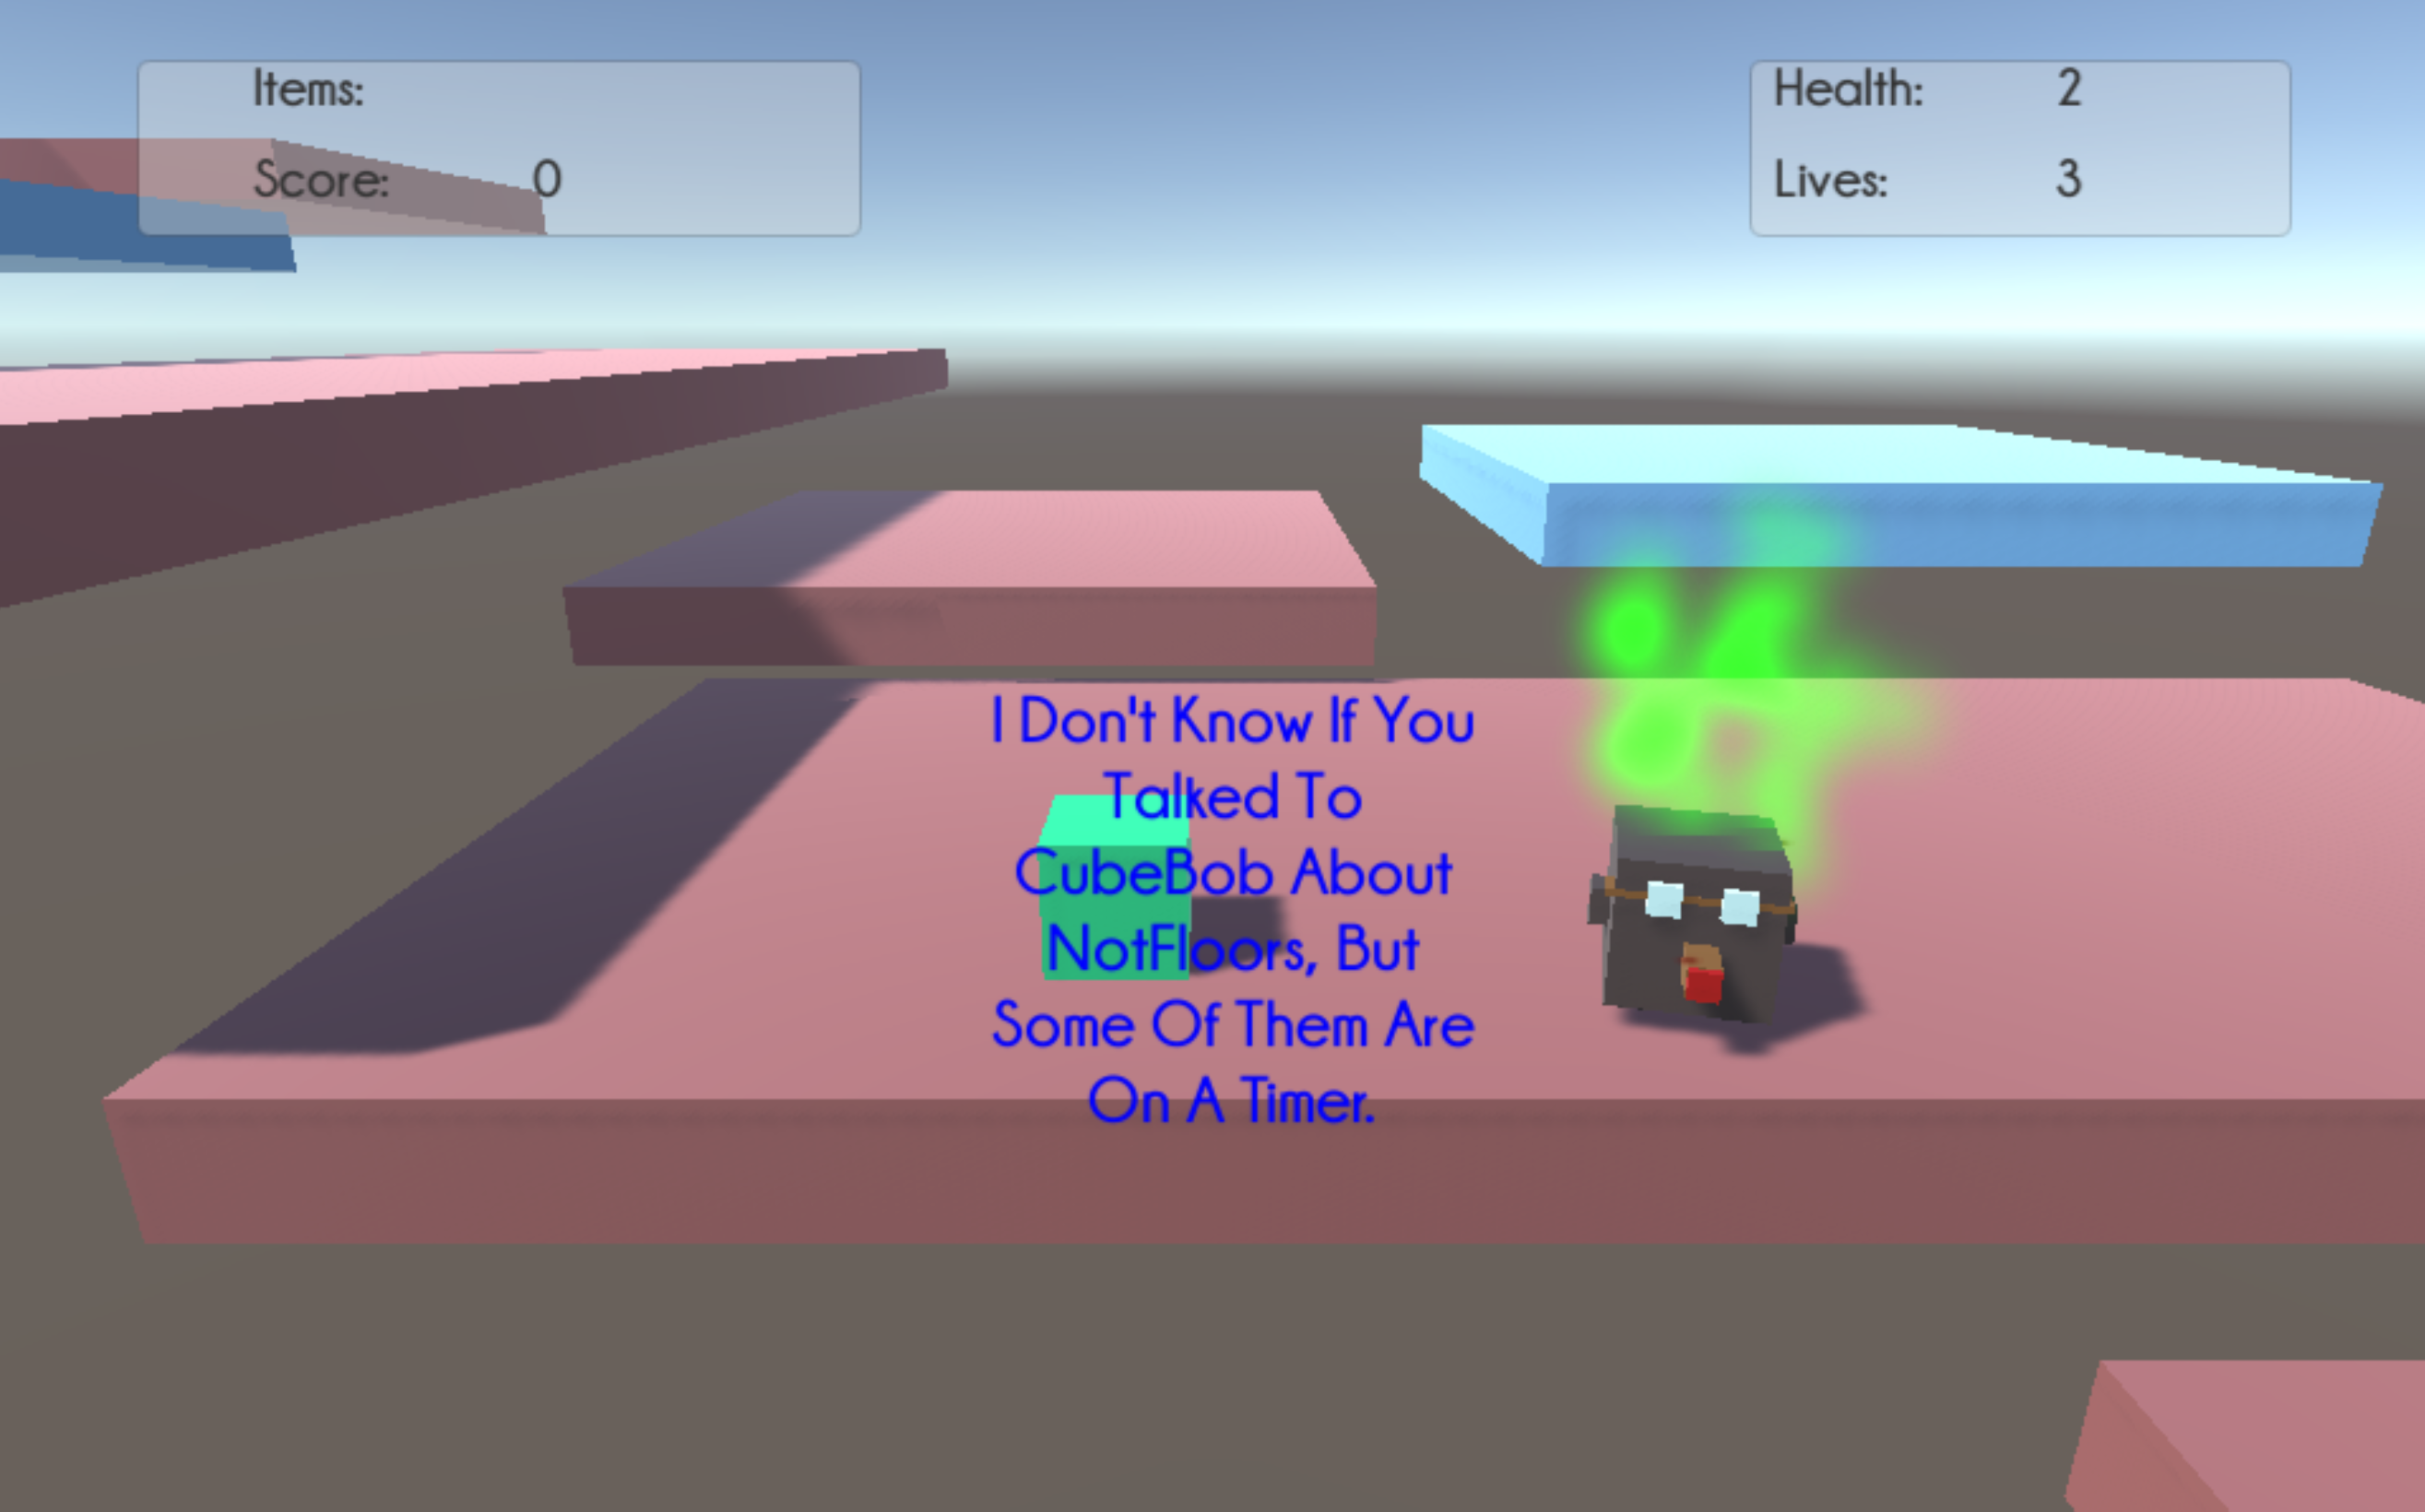 Items:
Score: 0
Health: 2
Lives: 3
I Don't Know If You
Talked To
CubeBob About
NotFloors, But
Some Of Them Are
On A Timer.